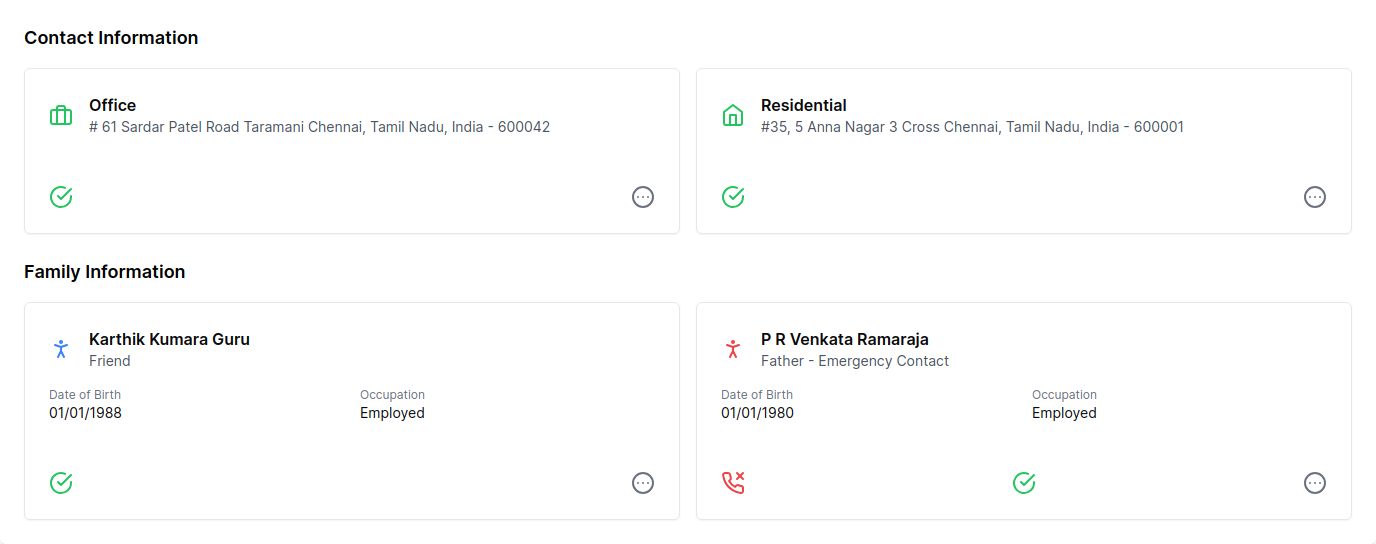 Contact Information
Office
# 61 Sardar Patel Road Taramani Chennai, Tamil Nadu, India - 600042
Residential
#35, 5 Anna Nagar 3 Cross Chennai, Tamil Nadu, India - 600001
Family Information
Karthik Kumara Guru
Friend
Date of Birth
Occupation
01/01/1988
Employed
P R Venkata Ramaraja
Father - Emergency Contact
Date of Birth
Occupation
01/01/1980
Employed